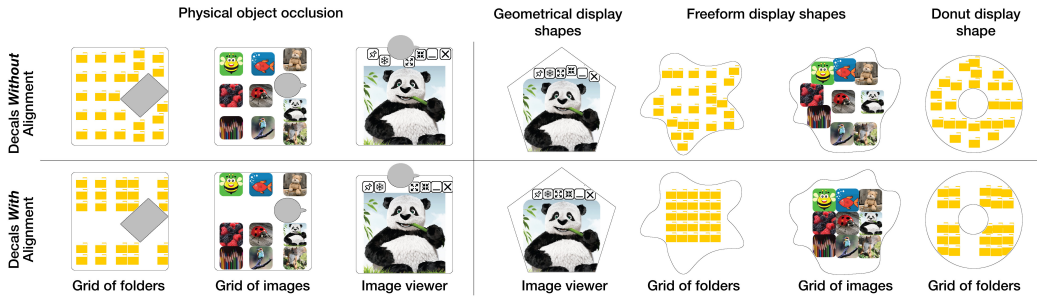 Physical object occlusion
Geometrical display
shapes
Freeform display shapes
Donut display
shape
Decals Without
Alignment
Decals With
Alignment
Grid of folders
Grid of images
Image viewer
Image viewer
Grid of folders
Grid of images
Grid of folders